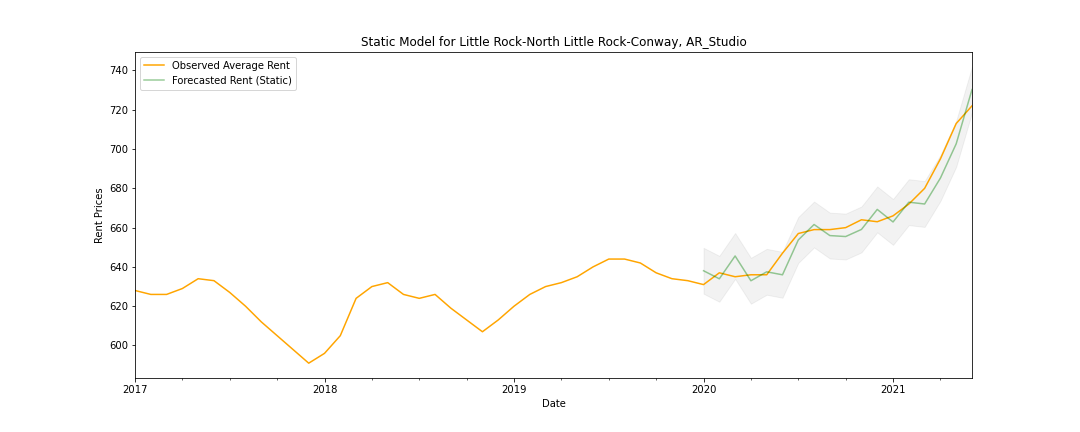 Static Model for Little Rock-North Little Rock-Conway, AR_Studio
Observed Average Rent
Forecasted Rent (Static)
740
720
700
680
660
640
620
600
Rent Prices
2017
2018
2019
2020
2021
Date